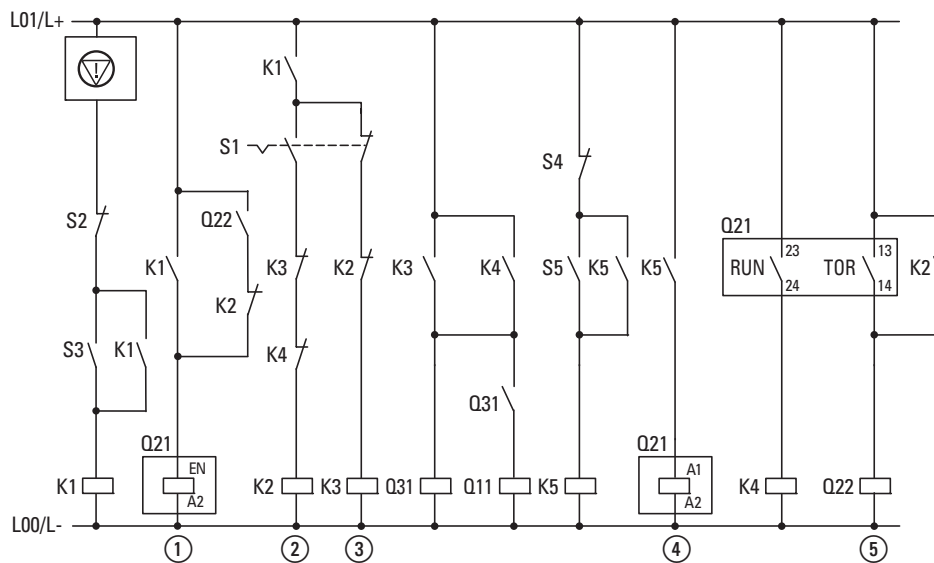 L01/L+
!
K1
S1
S4
S2
Q22
Q21
23
13
K1
K3
K2
K3
K4
S5
K5
K5
RUN
TOR
K2
24
14
K2
S3
K1
K4
Q31
Q21
Q21
EN
A1
K1
A2
K2
K3
Q31
Q11
K5
A2
K4
Q22
L00/L-
1
2
3
4
5